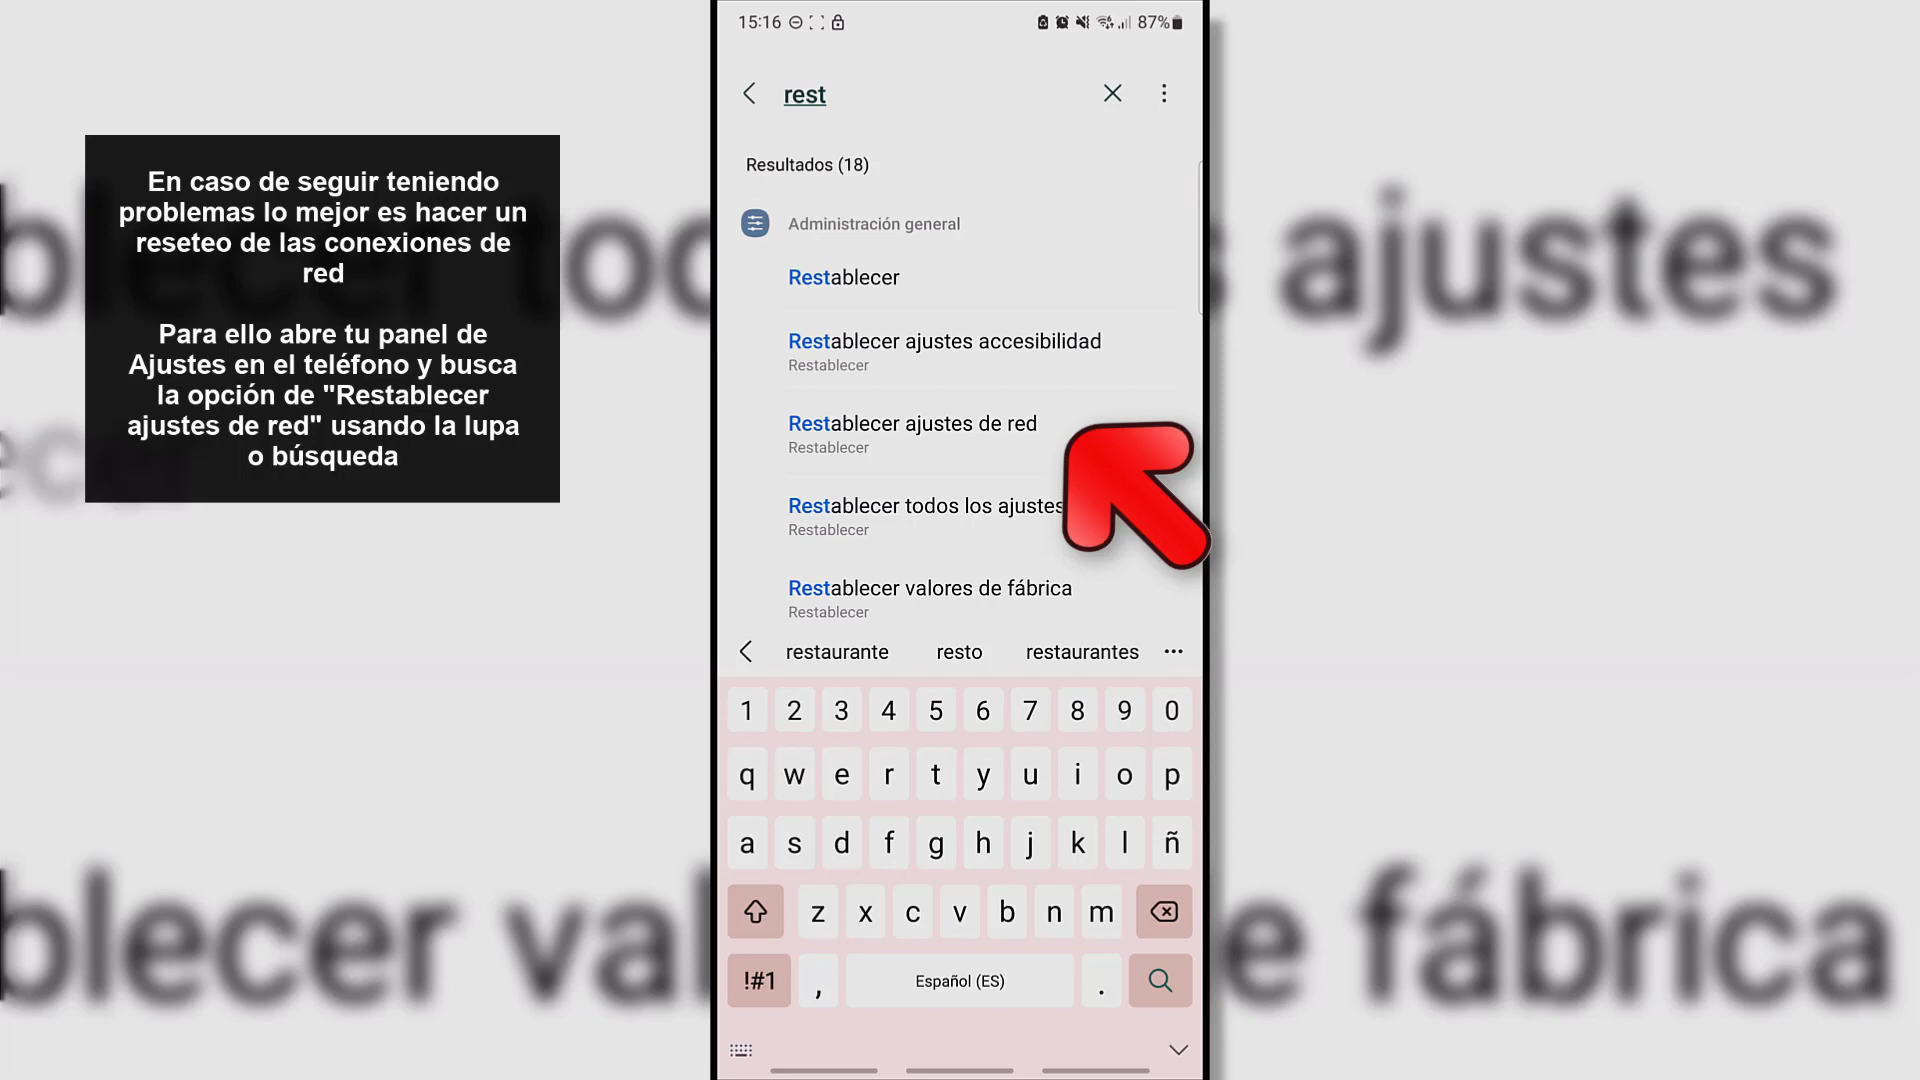 En caso de seguir teniendo
problemas lo mejor es hacer un
reseteo de las conexiones de
red
Para ello abre tu panel de
Ajustes en el teléfono y busca
la opción de "Restablecer
ajustes de red" usando la lupa
o búsqueda
15:16
87%
rest
Resultados (18)
Administración general
Restablecer
Restablecer ajustes accesibilidad
Restablecer
Restablecer ajustes de red
Restablecer
Restablecer todos los ajustes
Restablecer
Restablecer valores de fábrica
Restablecer
restaurante resto restaurantes
1 2 3 4 5 6 7 8 9 0
q w e r t y u i o p
a s d f g h j k l ñ
z x c v b n m
!#1 , Español (ES) .
ajustes
blecer val
e fábrica